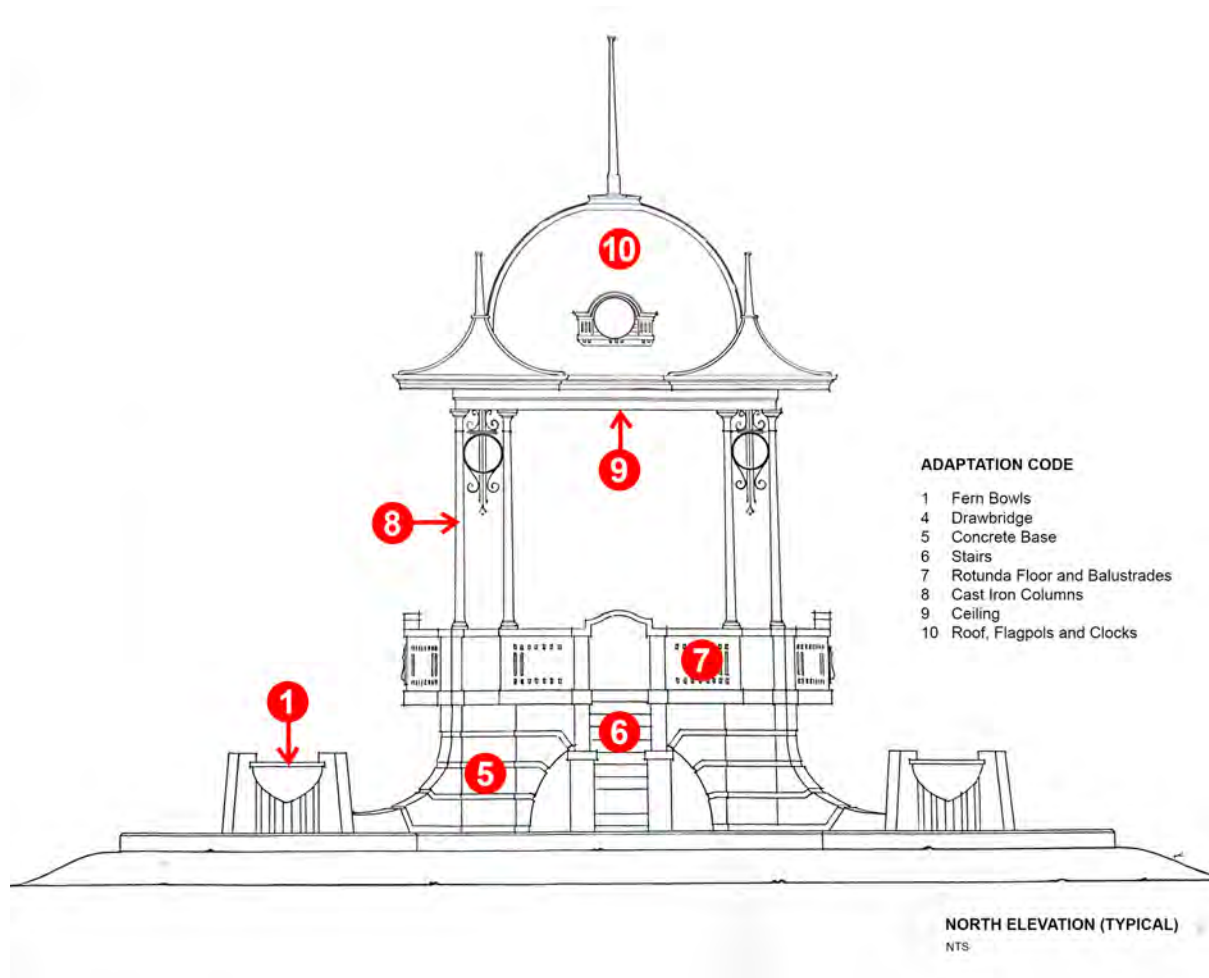 10
9
8
7
1
6
5
ADAPTATION CODE
1 Fern Bowls
4 Drawbridge
5 Concrete Base
6 Stairs
7 Rotunda Floor and Balustrades
8 Cast Iron Columns
9 Ceiling
10 Roof, Flagpols and Clocks
NORTH ELEVATION (TYPICAL)
NTS